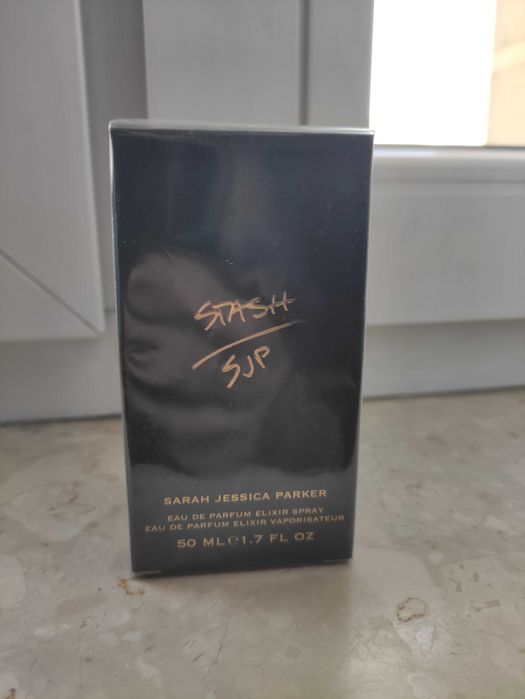 STASH
SJP
SARAH JESSICA PARKER
EAU DE PARFUM ELIXIR SPRAY
EAU DE PARFUM ELIXIR VAPORISATEUR
50 ML℮1.7 FL OZ